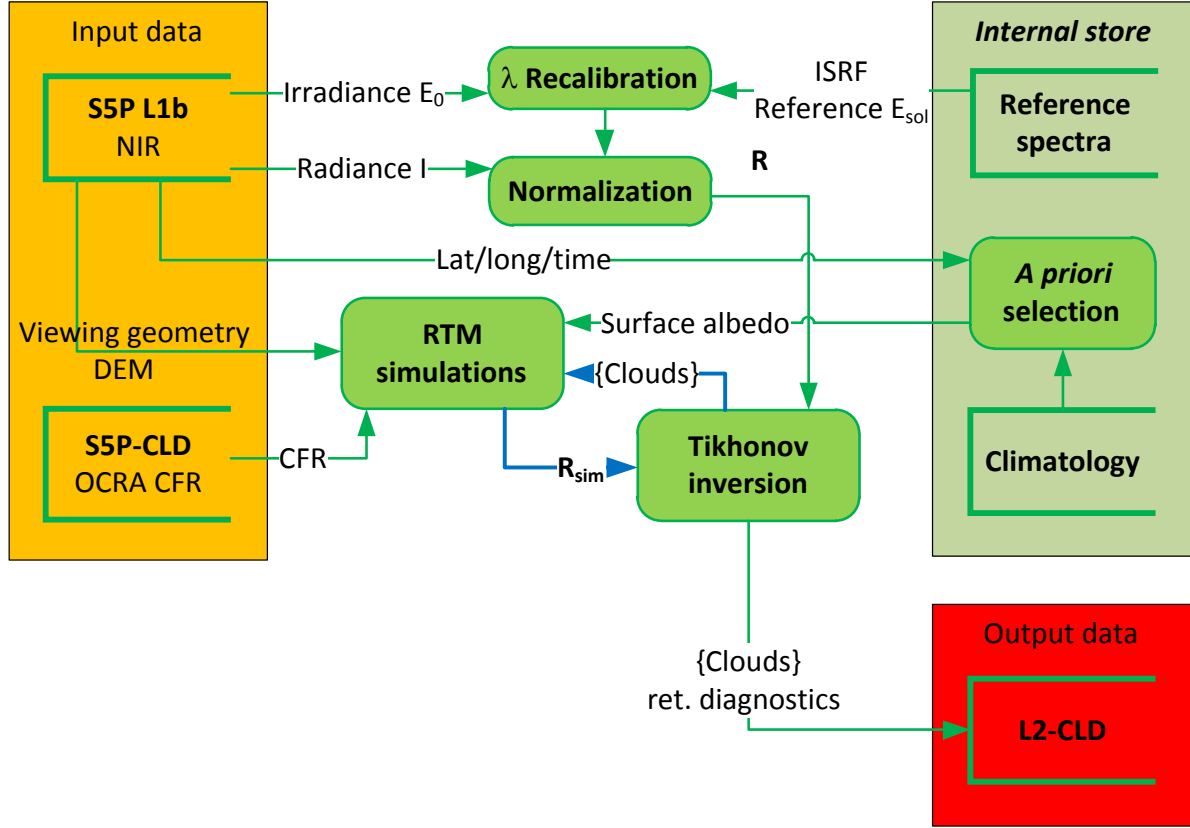 Input data
S5P L1b
NIR
Irradiance E₀
Radiance I
λ Recalibration
Normalization
ISRF
Reference Eₛₒₗ
R
Internal store
Reference
spectra
Lat/long/time
A priori
selection
Surface albedo
Viewing geometry
DEM
RTM
simulations
{Clouds}
S5P-CLD
OCRA CFR
CFR
Rₛᵢₘ
Tikhonov
inversion
Climatology
{Clouds}
ret. diagnostics
Output data
L2-CLD